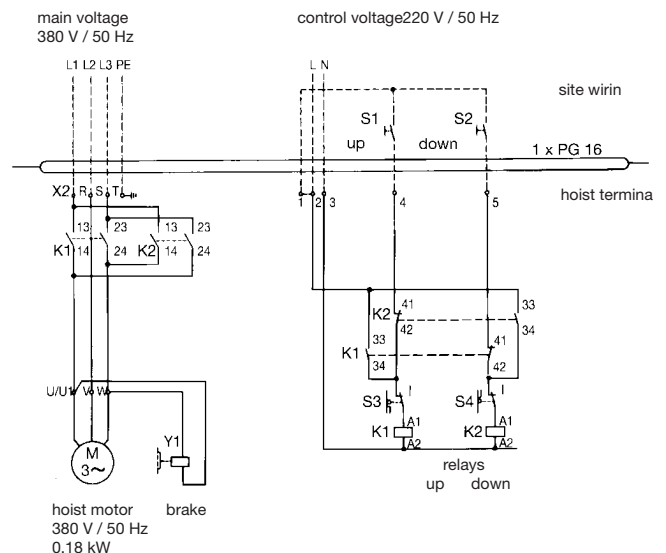 main voltage
380 V / 50 Hz
control voltage220 V / 50 Hz
L1 L2 L3 PE
L N
site wirin
S1
S2
up
down
1 x PG 16
X2 R S T
1 2 3 4 5
hoist termina
13 23 13 23
K1 14 24 K2 14 24
41 33
K2 42 34
33 41
K1 34 42
U/U1 V W
S3 I S4 I
Y1
K1 A1 K2 A1
A2 A2
M
3~
relays
up down
hoist motor
380 V / 50 Hz
0.18 kW
brake